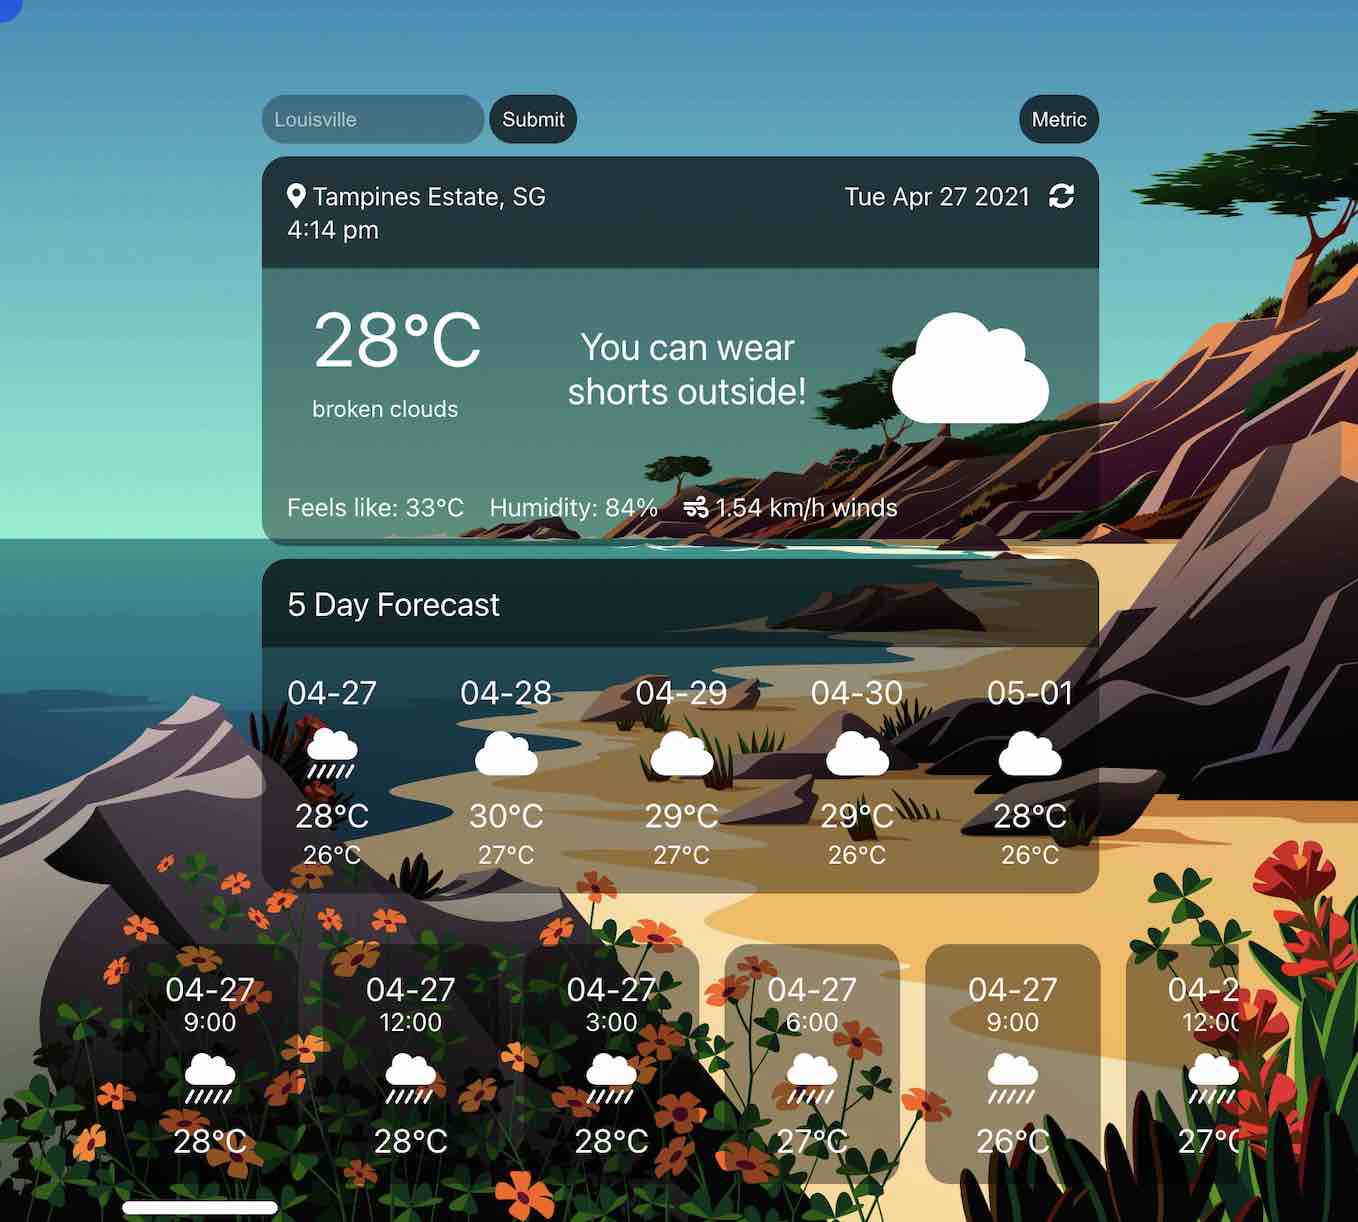 Louisville
Submit
Metric
Tampines Estate, SG
Tue Apr 27 2021
4:14 pm
28°C
broken clouds
You can wear
shorts outside!
Feels like: 33°C Humidity: 84% 1.54 km/h winds
5 Day Forecast
04-27 04-28 04-29 04-30 05-01
28°C 30°C 29°C 29°C 28°C
26°C 27°C 27°C 26°C 26°C
04-27 04-27 04-27 04-27 04-27 04-2
9:00 12:00 3:00 6:00 9:00 12:00
28°C 28°C 28°C 27°C 26°C 27°